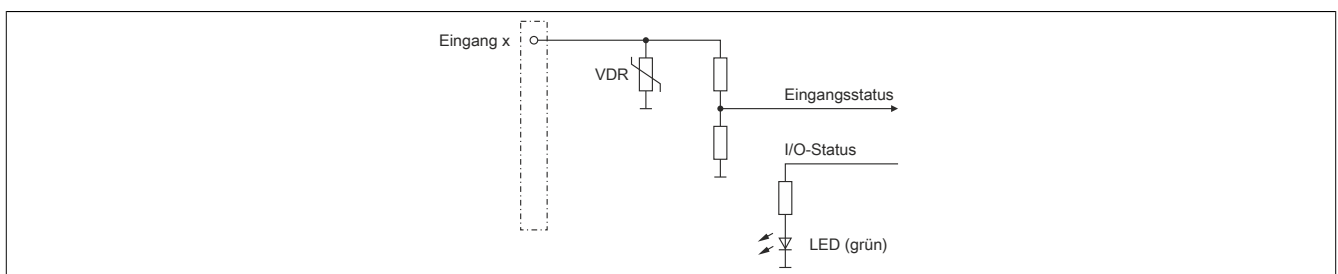 Eingang x
VDR
Eingangsstatus
I/O-Status
LED (grün)